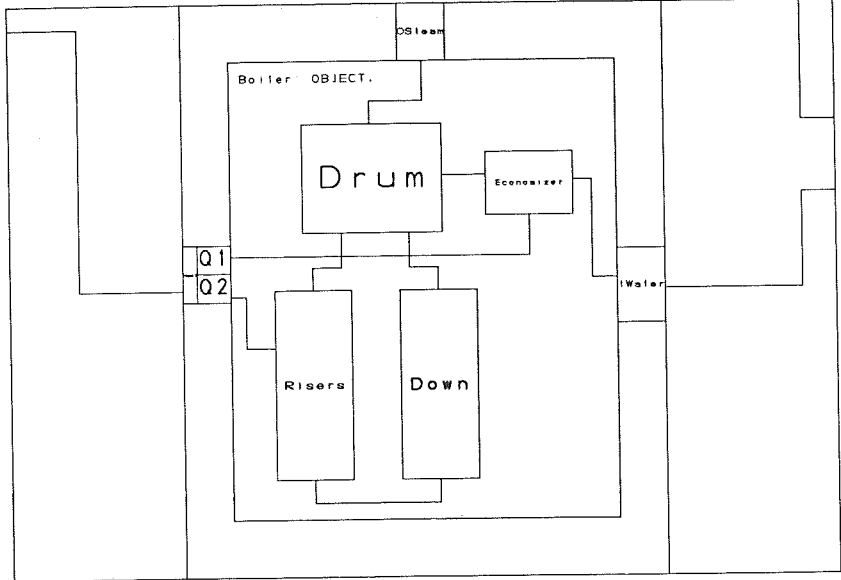 OSteam
Boiler OBJECT.
Drum
Economizer
Q1
Q2
IWater
Risers
Down